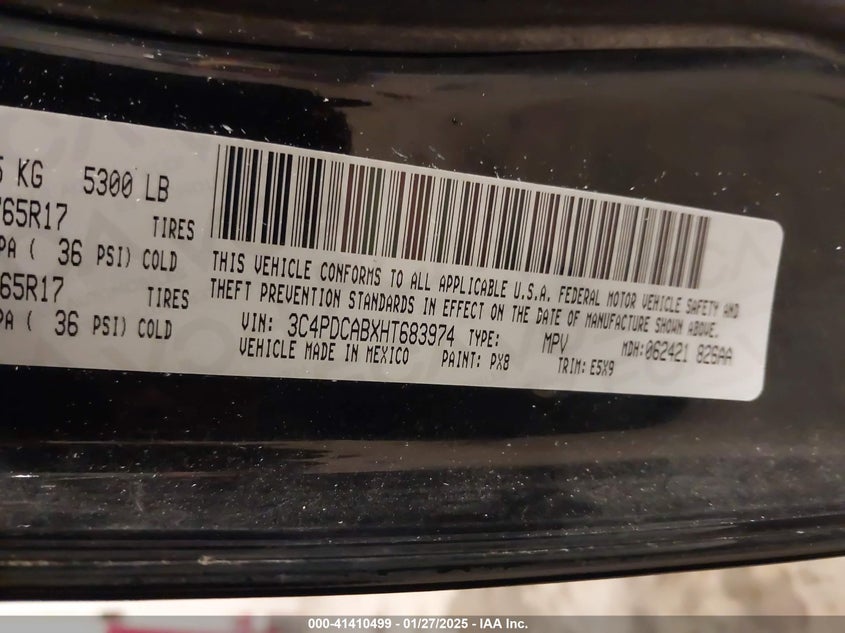 KG 5300 LB
65R17 TIRES
PA ( 36 PSI) COLD
65R17 TIRES
PA ( 36 PSI) COLD
THIS VEHICLE CONFORMS TO ALL APPLICABLE U.S.A. FEDERAL MOTOR VEHICLE SAFETY AND
THEFT PREVENTION STANDARDS IN EFFECT ON THE DATE OF MANUFACTURE SHOWN ABOVE.
VIN: 3C4PDCABXHT683974 TYPE: MPV MDH: 062421 826AA
VEHICLE MADE IN MEXICO PAINT: PX8 TRIM: E5X9
000-41410499 - 01/27/2025 - IAA Inc.